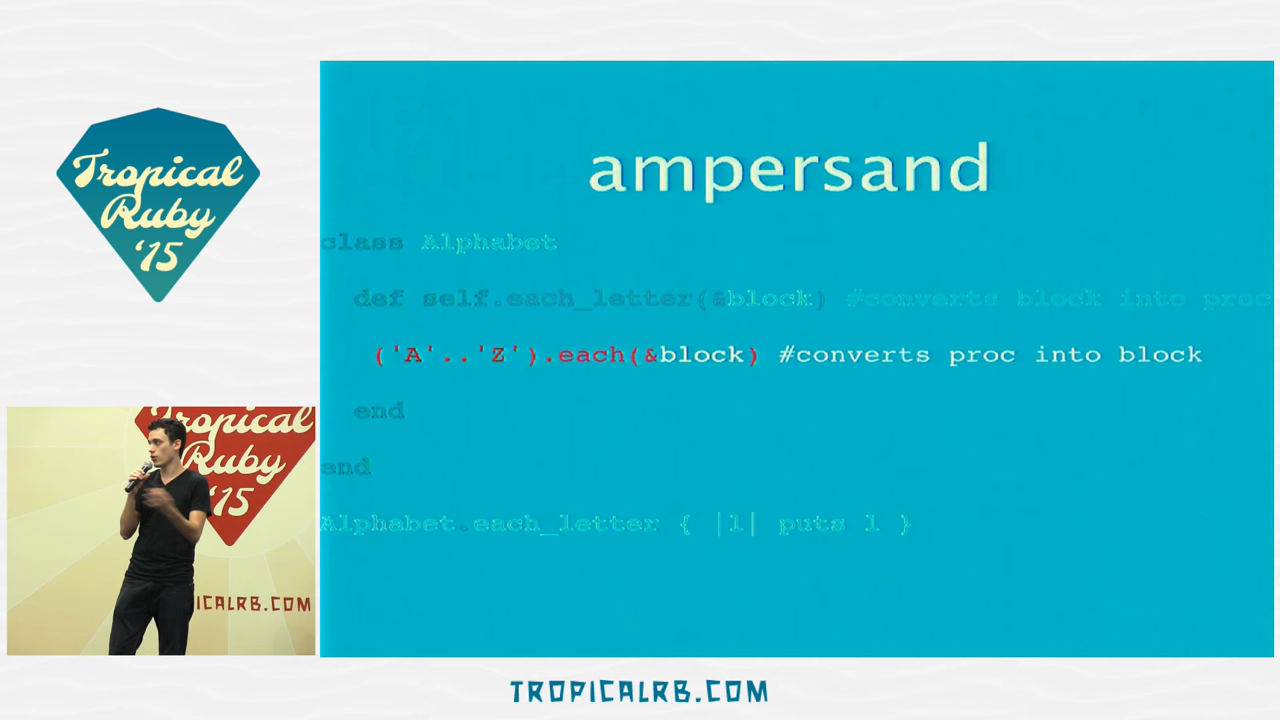 Tropical
Ruby
'15
ampersand
class Alphabet
def self.each_letter(&block) #converts block into proc
('A'..'Z').each(&block) #converts proc into block
end
end
Alphabet.each_letter { |l| puts l }
Tropical
Ruby
'15
ICALRB.COM
TROPICALRB.COM